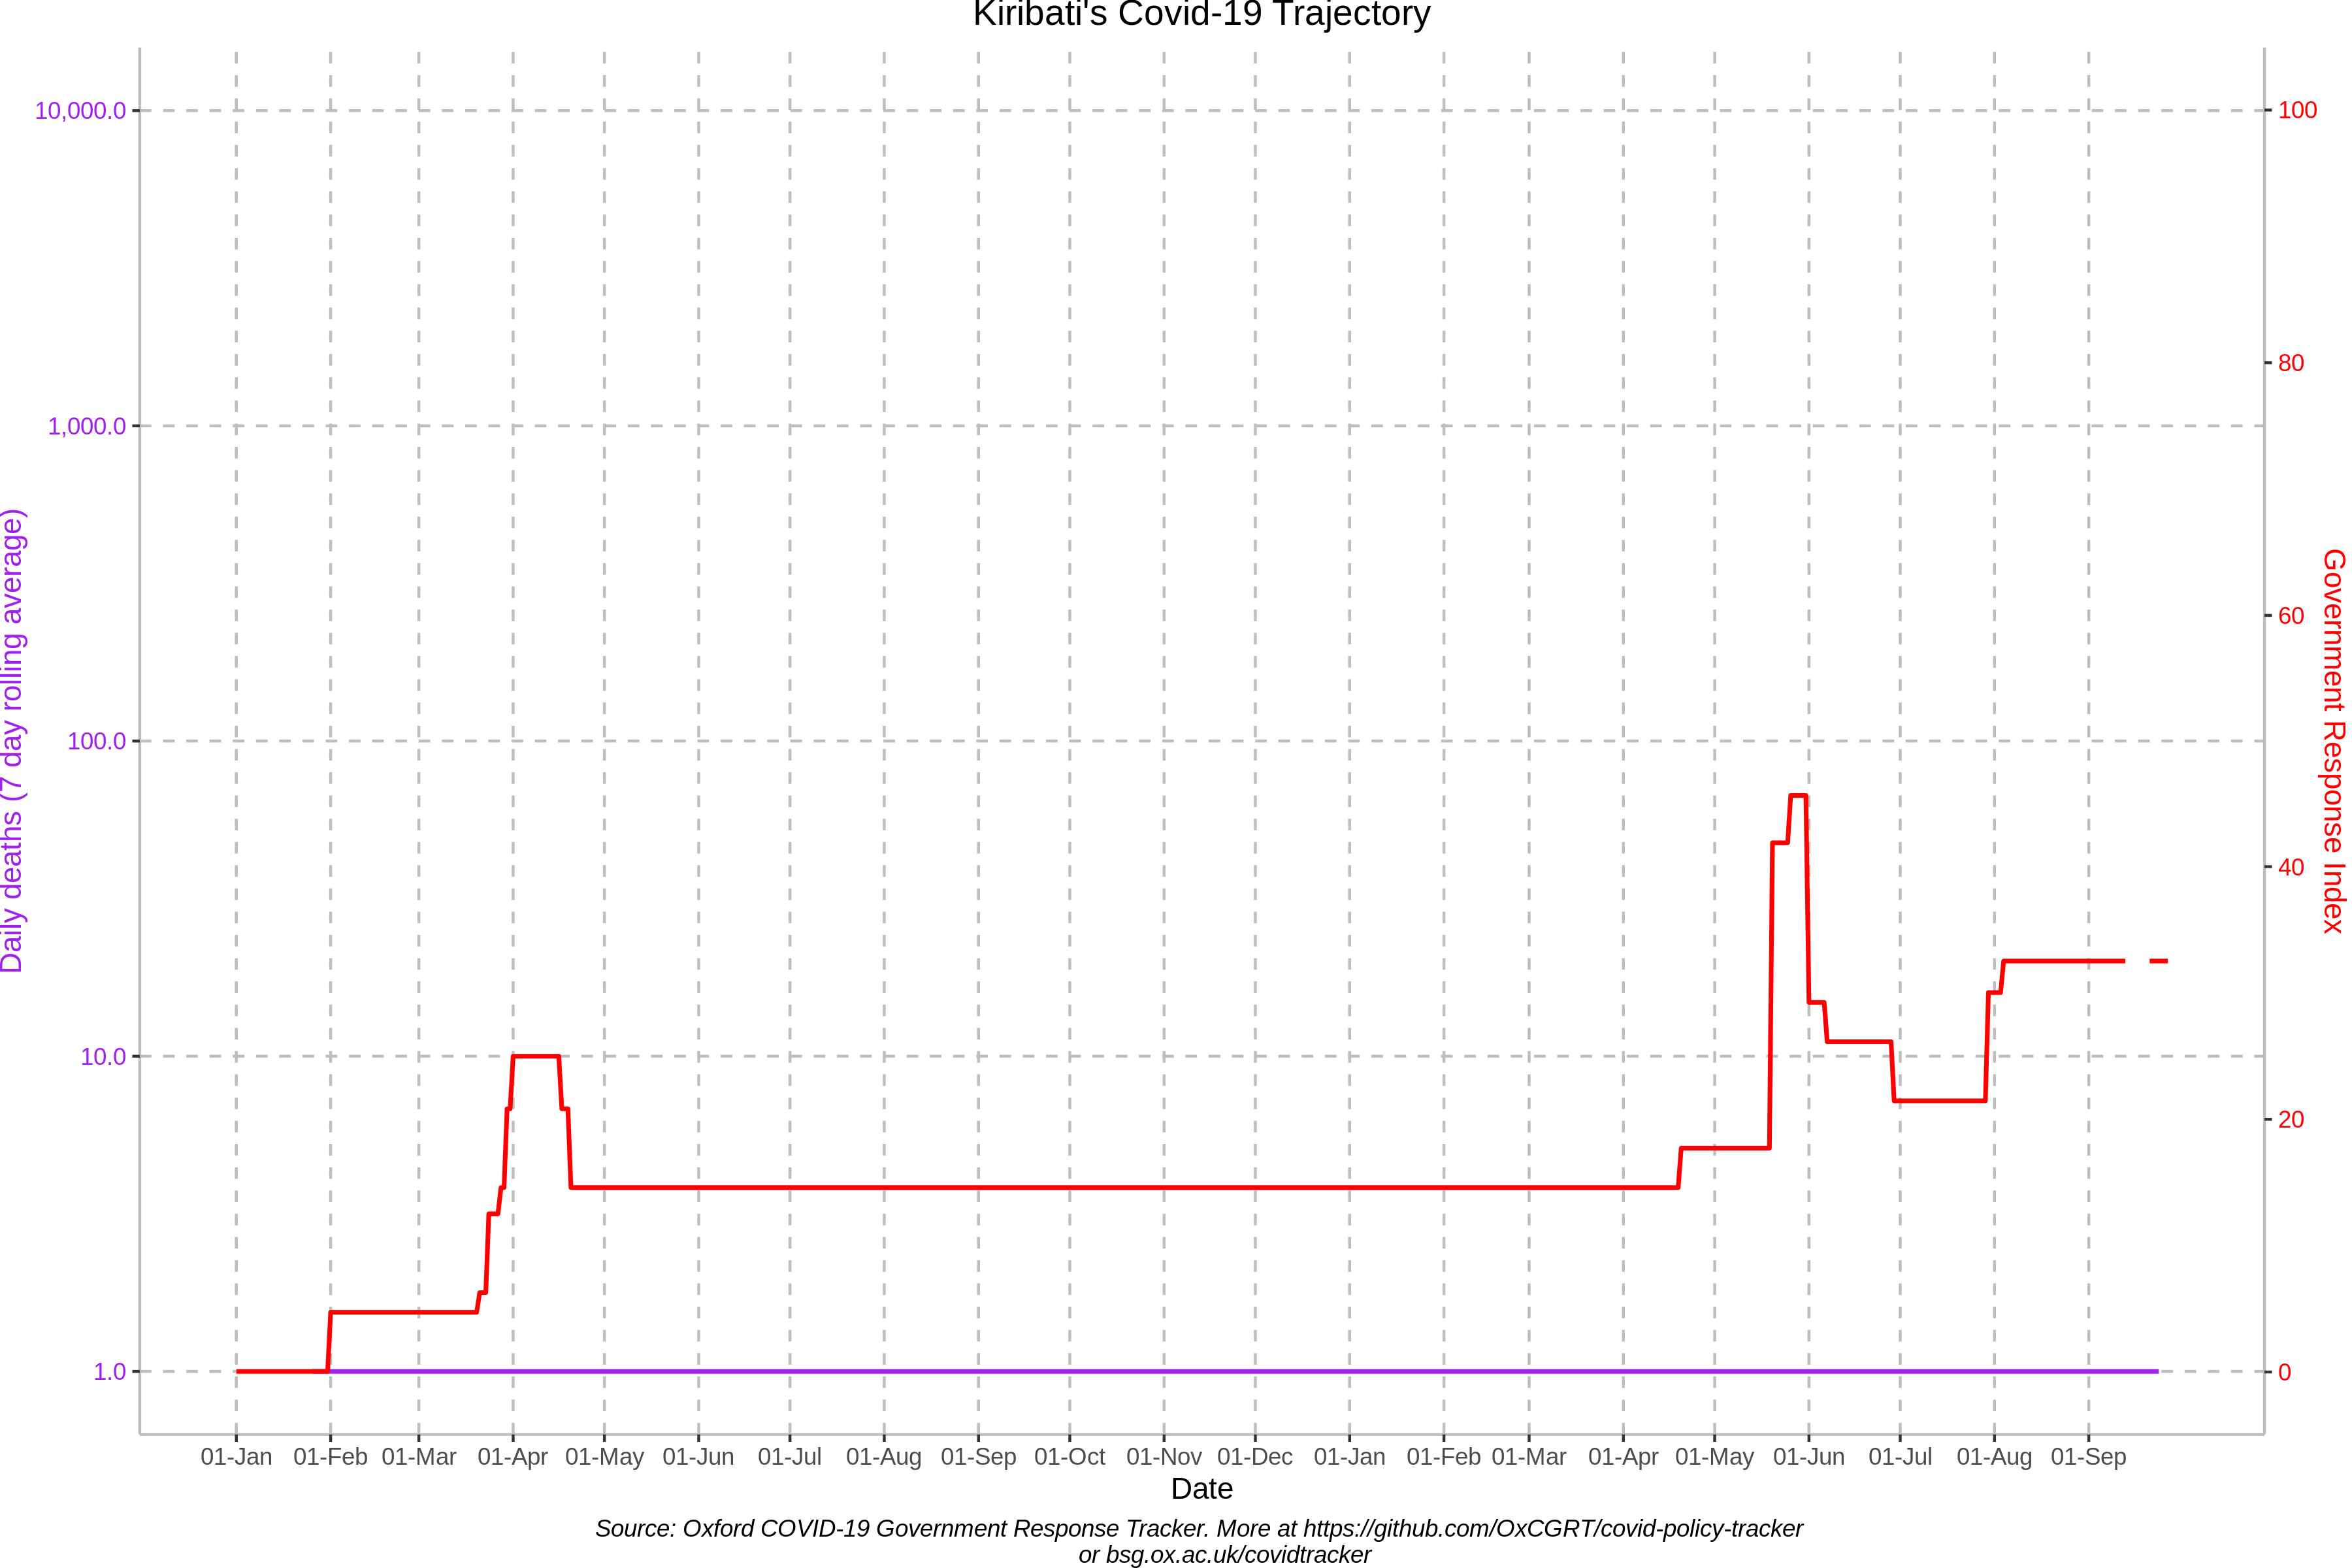 Kiribati's Covid-19 Trajectory
10,000.0
1,000.0
100.0
10.0
1.0
Daily deaths (7 day rolling average)
100
80
60
40
20
0
Government Response Index
01-Jan 01-Feb 01-Mar 01-Apr 01-May 01-Jun 01-Jul 01-Aug 01-Sep 01-Oct 01-Nov 01-Dec 01-Jan 01-Feb 01-Mar 01-Apr 01-May 01-Jun 01-Jul 01-Aug 01-Sep
Date
Source: Oxford COVID-19 Government Response Tracker. More at https://github.com/OxCGRT/covid-policy-tracker
or bsg.ox.ac.uk/covidtracker